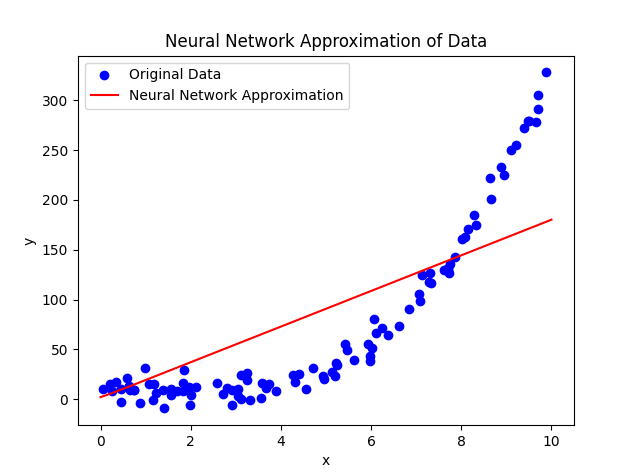 Neural Network Approximation of Data
Original Data
Neural Network Approximation
300
250
200
150
100
50
0
y
0 2 4 6 8 10
x